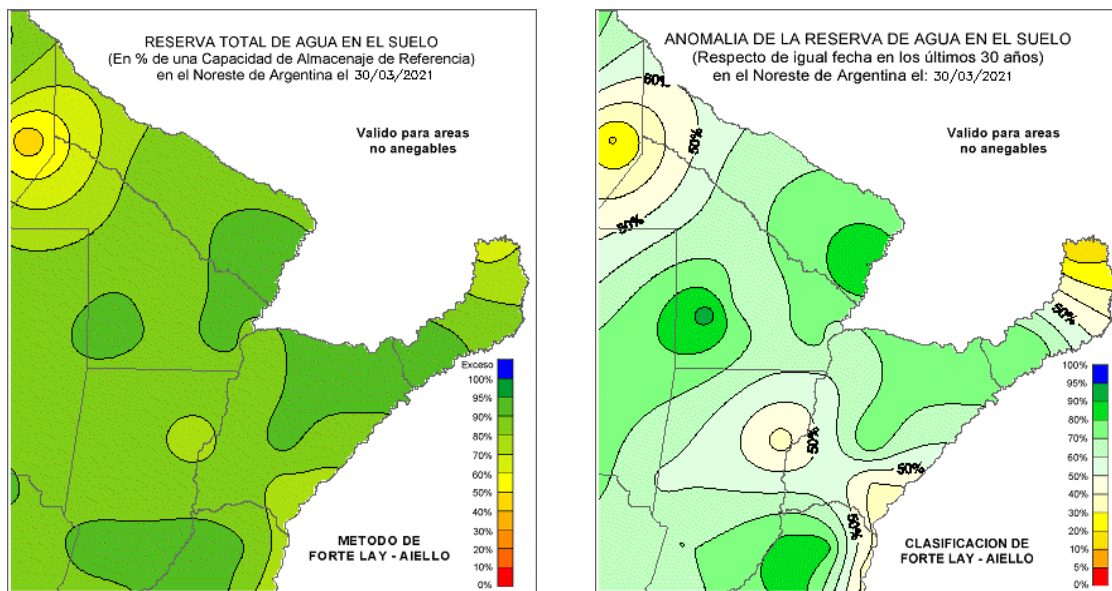 RESERVA TOTAL DE AGUA EN EL SUELO
(En % de una Capacidad de Almacenaje de Referencia)
en el Noreste de Argentina el 30/03/2021
Valido para areas
no anegables
Exceso
100%
95%
90%
80%
70%
60%
50%
40%
30%
20%
10%
0%
METODO DE
FORTE LAY - AIELLO
ANOMALIA DE LA RESERVA DE AGUA EN EL SUELO
(Respecto de igual fecha en los últimos 30 años)
en el Noreste de Argentina el: 30/03/2021
Valido para areas
no anegables
60%
50%
50%
50%
50%
50%
50%
100%
95%
90%
80%
70%
60%
50%
40%
30%
20%
10%
5%
0%
CLASIFICACION DE
FORTE LAY - AIELLO